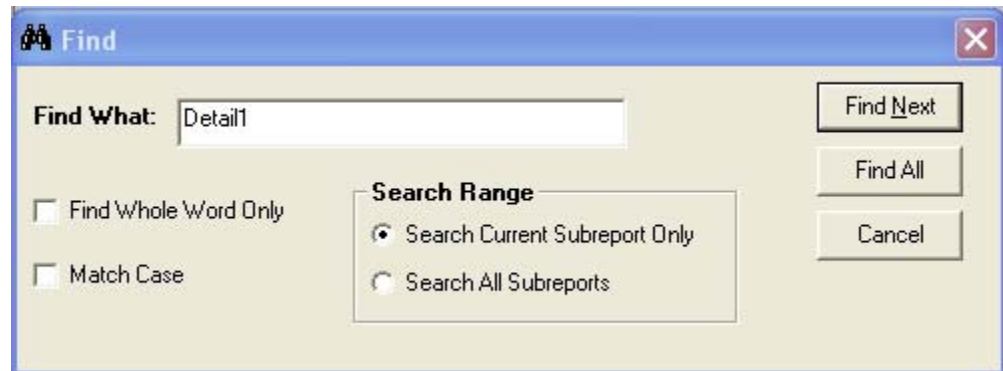 Find
Find What: Detail1
Find Next
Find All
Cancel
Find Whole Word Only
Match Case
Search Range
Search Current Subreport Only
Search All Subreports